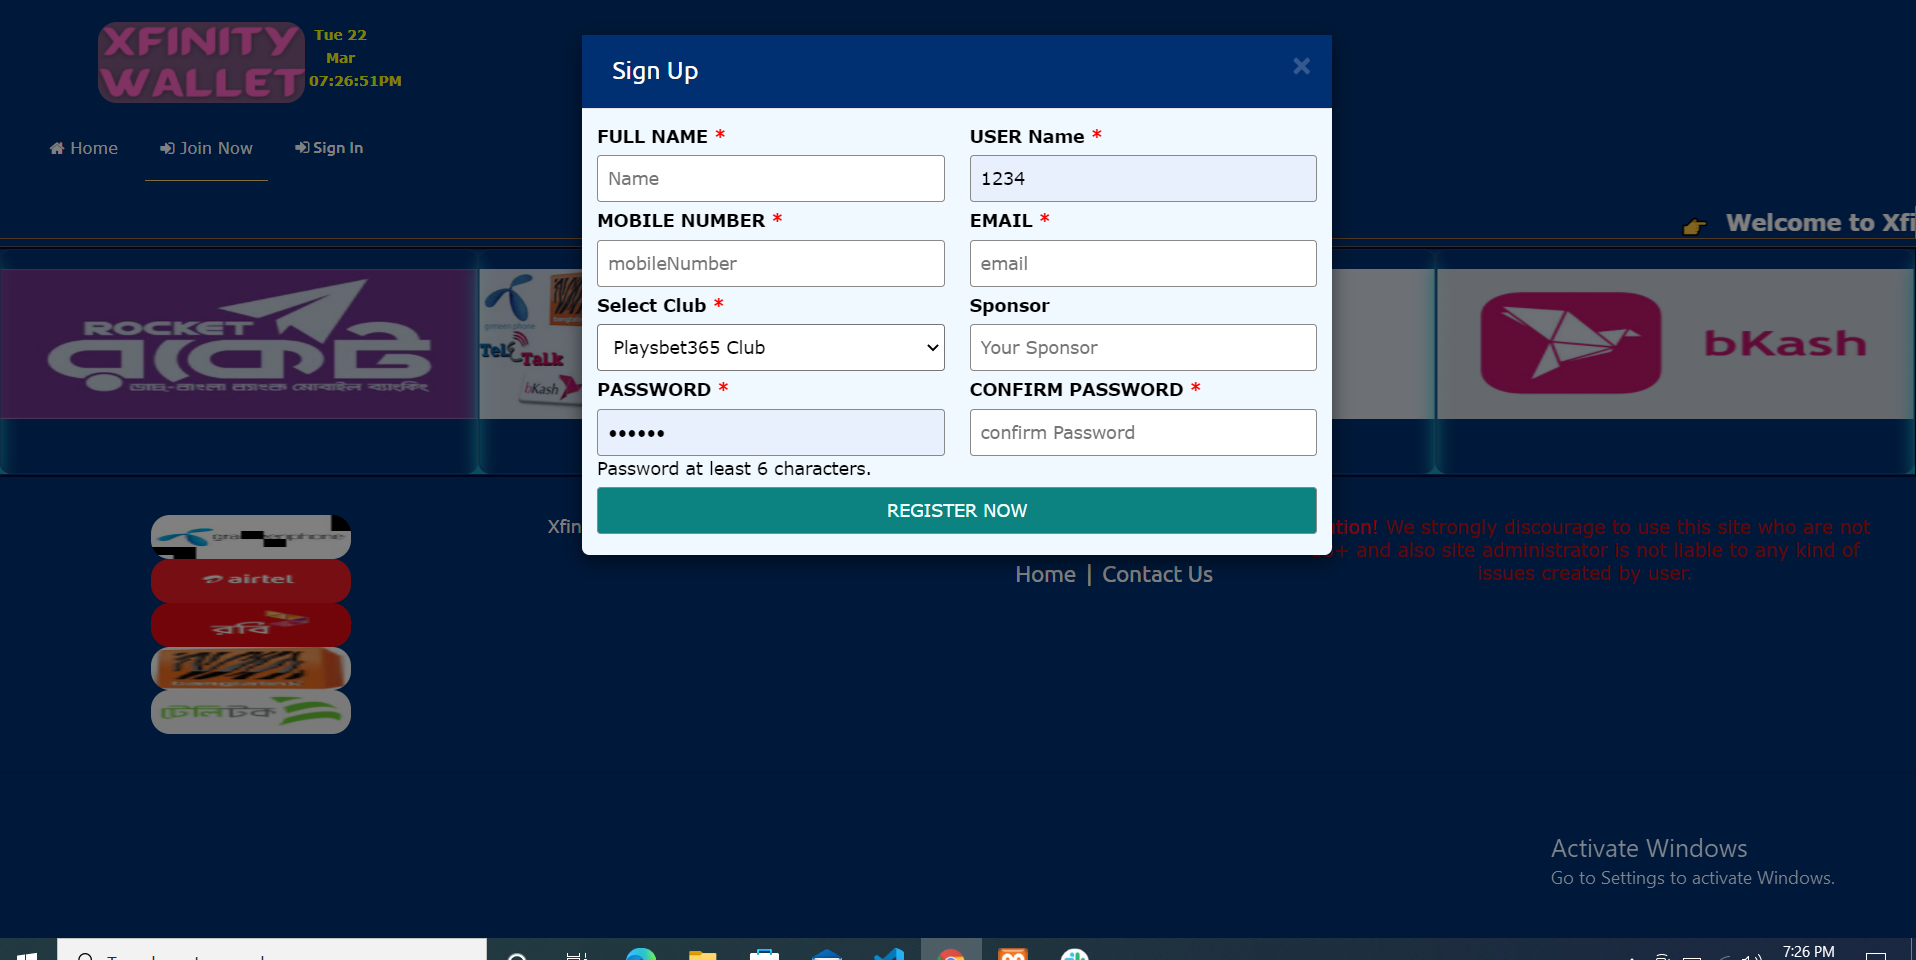 XFINITY
WALLET
Tue 22
Mar
07:26:51PM
Home
Join Now
Sign In
Sign Up
×
FULL NAME *
USER Name *
Name
1234
MOBILE NUMBER *
EMAIL *
mobileNumber
email
Select Club *
Sponsor
Playsbet365 Club
Your Sponsor
PASSWORD *
CONFIRM PASSWORD *
••••••
confirm Password
Password at least 6 characters.
REGISTER NOW
Welcome to Xfi
ROCKET
রকেট
ডাচ্-বাংলা ব্যাংক মোবাইল ব্যাংকিং
grameenphone
TeleTalk
bKash
bKash
grameenphone
airtel
রবি
banglalink
টেলিটক
Xfin
tion! We strongly discourage to use this site who are not
+ and also site administrator is not liable to any kind of
issues created by user.
Home | Contact Us
Activate Windows
Go to Settings to activate Windows.
7:26 PM